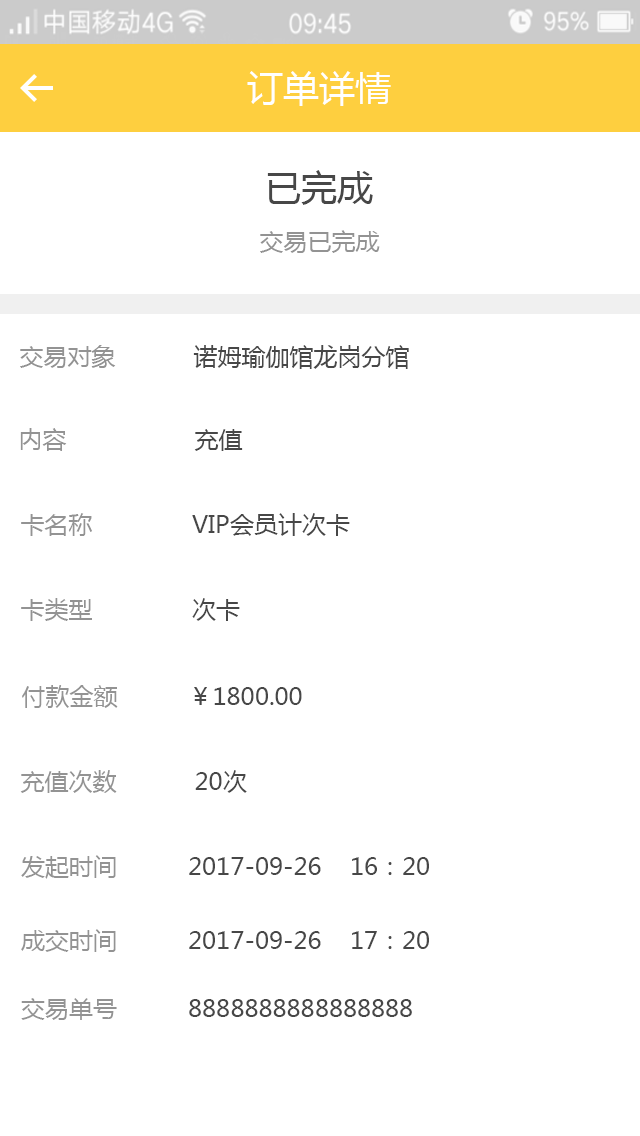 中国移动4G 09:45 95%
订单详情
已完成
交易已完成
交易对象 诺姆瑜伽馆龙岗分馆
内容 充值
卡名称 VIP会员计次卡
卡类型 次卡
付款金额 ¥1800.00
充值次数 20次
发起时间 2017-09-26 16：20
成交时间 2017-09-26 17：20
交易单号 8888888888888888